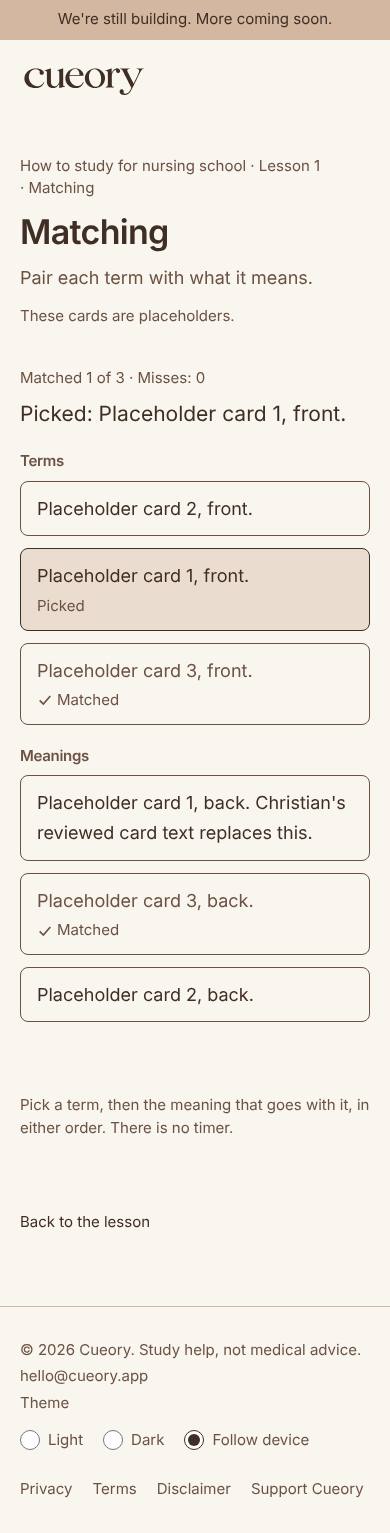 We're still building. More coming soon.
cueory
How to study for nursing school · Lesson 1
· Matching
Matching
Pair each term with what it means.
These cards are placeholders.
Matched 1 of 3 · Misses: 0
Picked: Placeholder card 1, front.
Terms
Placeholder card 2, front.
Placeholder card 1, front.
Picked
Placeholder card 3, front.
✓ Matched
Meanings
Placeholder card 1, back. Christian's
reviewed card text replaces this.
Placeholder card 3, back.
✓ Matched
Placeholder card 2, back.
Pick a term, then the meaning that goes with it, in
either order. There is no timer.
Back to the lesson
© 2026 Cueory. Study help, not medical advice.
hello@cueory.app
Theme
Light Dark Follow device
Privacy Terms Disclaimer Support Cueory